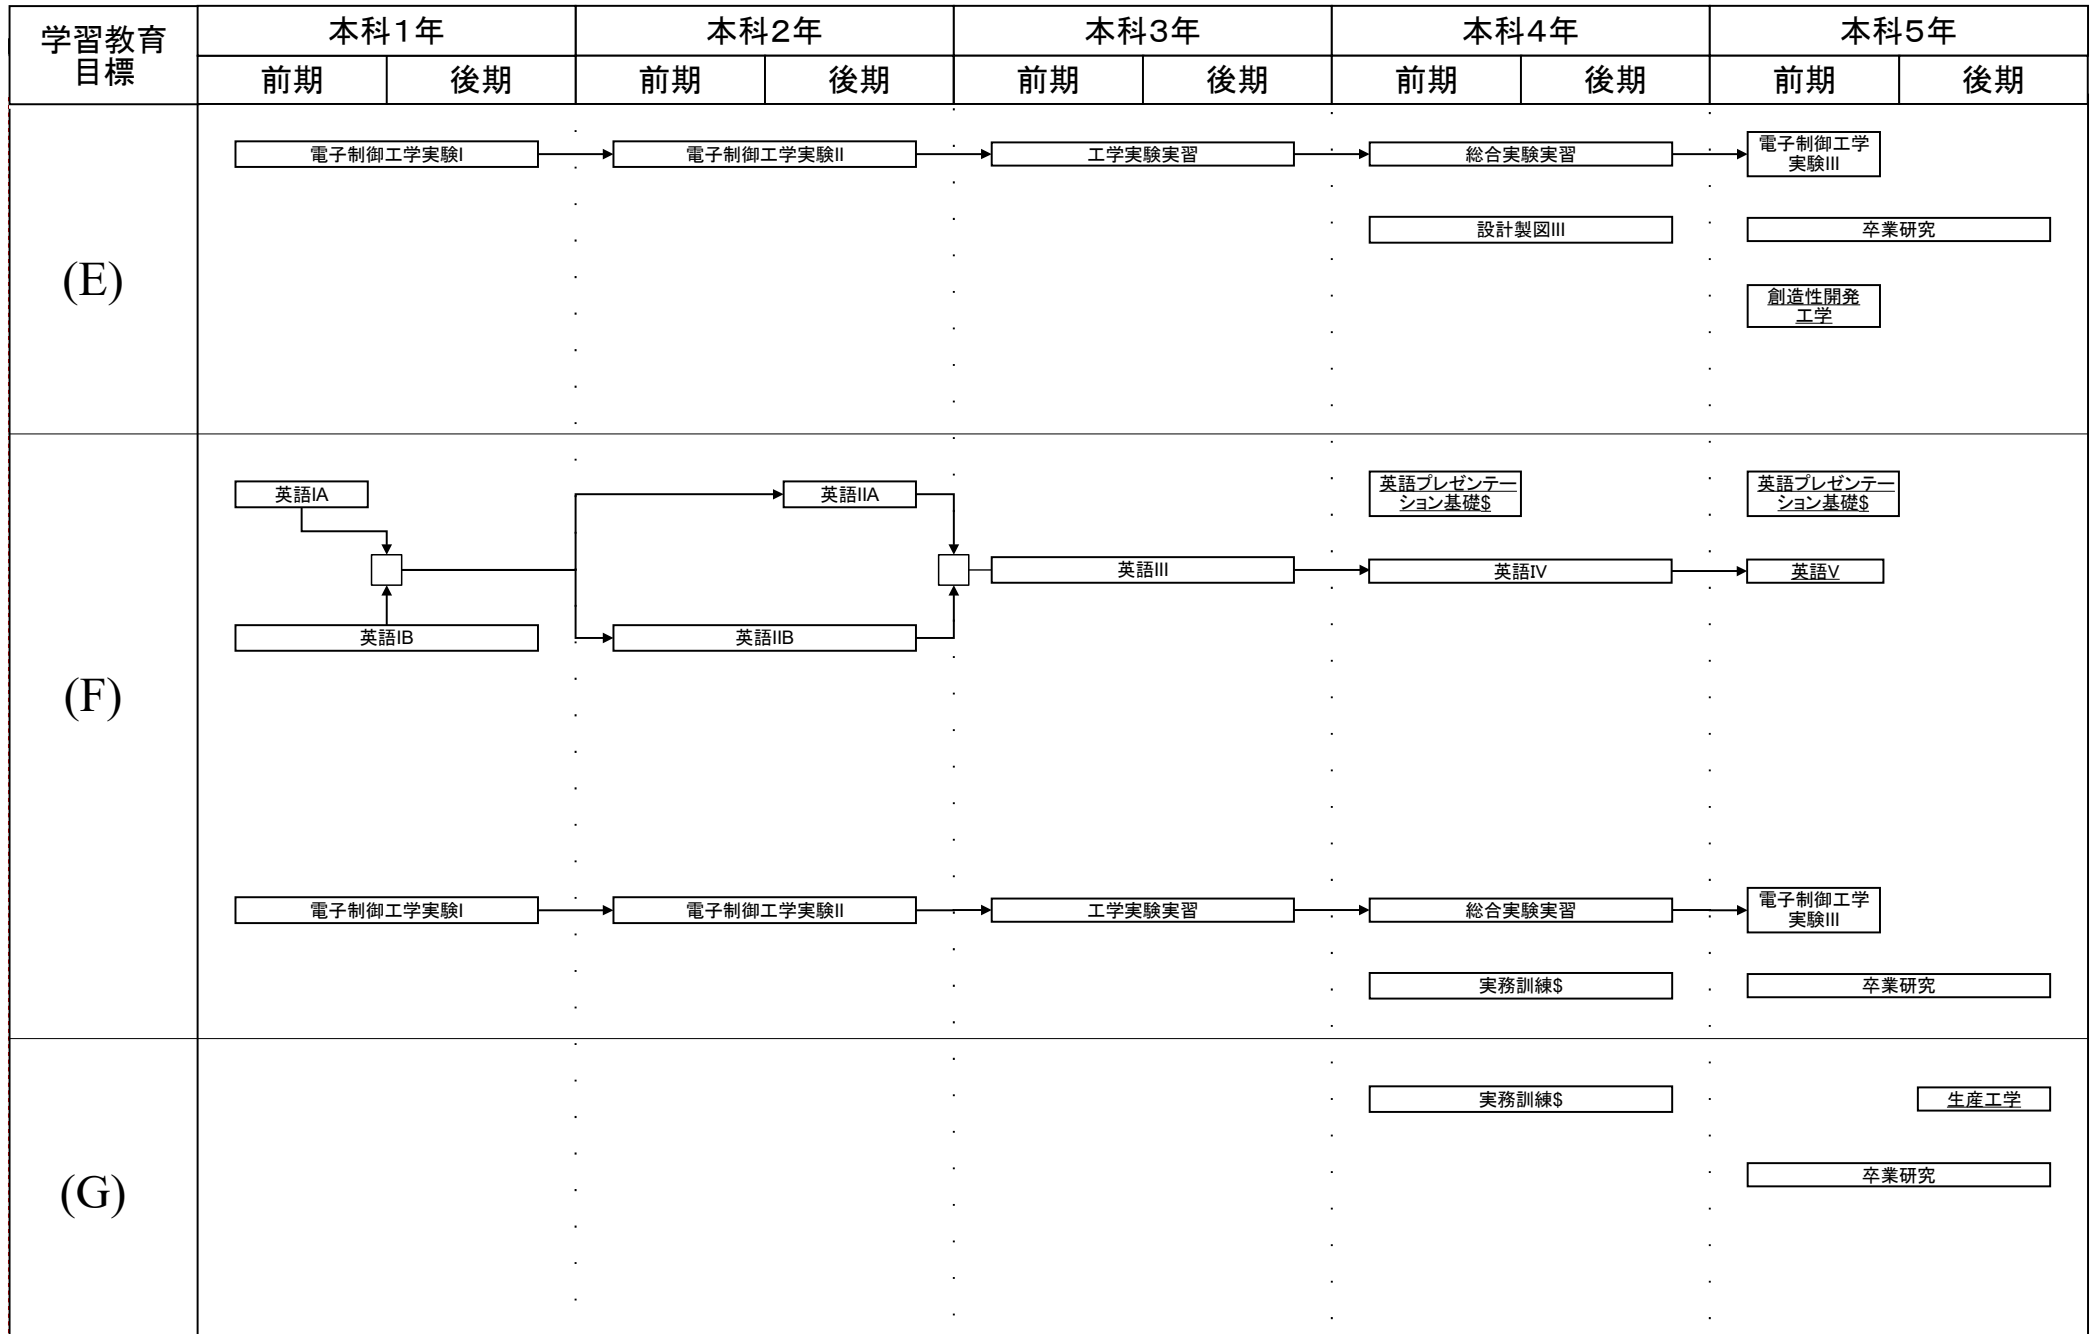 学習教育
目標
本科1年
本科2年
本科3年
本科4年
本科5年
前期
後期
前期
後期
前期
後期
前期
後期
前期
後期
(E)
電子制御工学実験I
電子制御工学実験II
工学実験実習
総合実験実習
電子制御工学
実験III
設計製図III
卒業研究
創造性開発
工学
(F)
英語IA
英語IIA
英語プレゼンテー
ション基礎$
英語プレゼンテー
ション基礎$
英語III
英語IV
英語V
英語IB
英語IIB
電子制御工学実験I
電子制御工学実験II
工学実験実習
総合実験実習
電子制御工学
実験III
実務訓練$
卒業研究
(G)
実務訓練$
生産工学
卒業研究